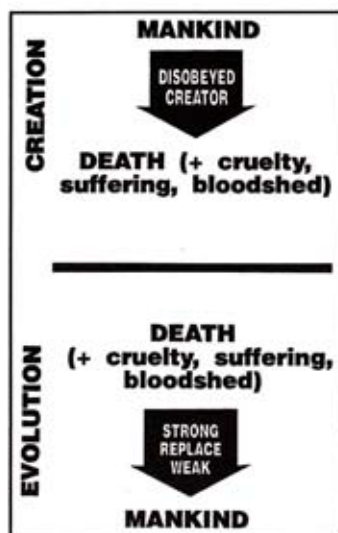 CREATION
MANKIND
DISOBEYED
CREATOR
DEATH (+ cruelty,
suffering, bloodshed)
EVOLUTION
DEATH
(+ cruelty, suffering,
bloodshed)
STRONG
REPLACE
WEAK
MANKIND